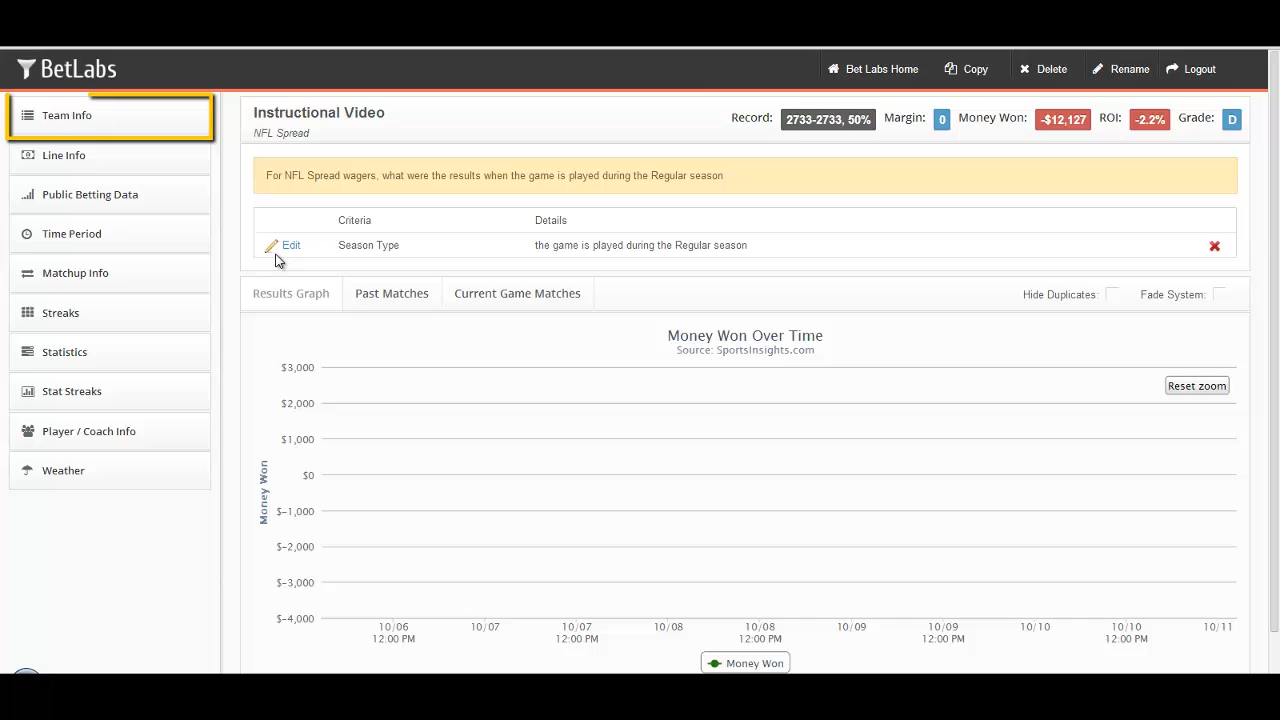 BetLabs
Bet Labs Home Copy Delete Rename Logout
Team Info
Line Info
Public Betting Data
Time Period
Matchup Info
Streaks
Statistics
Stat Streaks
Player / Coach Info
Weather
Instructional Video
NFL Spread
Record: 2733-2733, 50% Margin: 0 Money Won: -$12,127 ROI: -2.2% Grade: D
For NFL Spread wagers, what were the results when the game is played during the Regular season
Criteria Details
Edit Season Type the game is played during the Regular season
Results Graph Past Matches Current Game Matches Hide Duplicates: Fade System:
Money Won Over Time
Source: SportsInsights.com
Reset zoom
Money Won
$3,000
$2,000
$1,000
$0
$-1,000
$-2,000
$-3,000
$-4,000
10/06 12:00 PM
10/07
10/07 12:00 PM
10/08
10/08 12:00 PM
10/09
10/09 12:00 PM
10/10
10/10 12:00 PM
10/11
Money Won